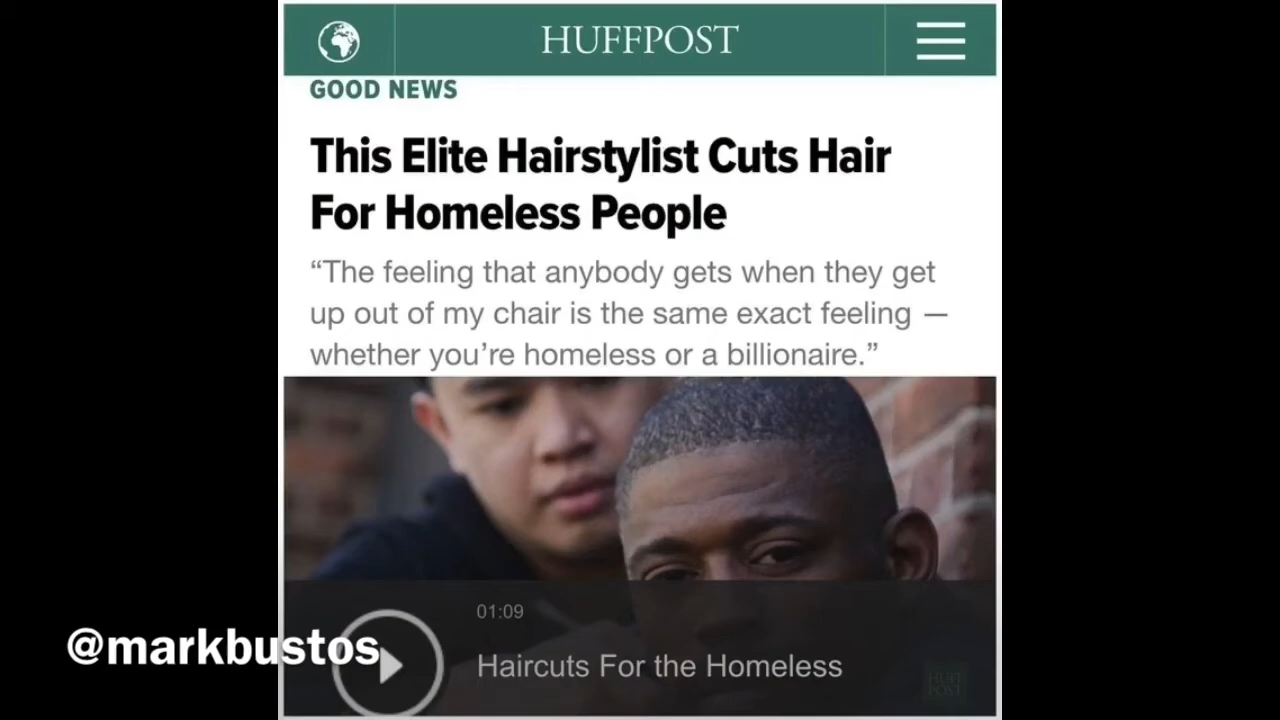 HUFFPOST
GOOD NEWS
This Elite Hairstylist Cuts Hair
For Homeless People
“The feeling that anybody gets when they get
up out of my chair is the same exact feeling —
whether you’re homeless or a billionaire.”
01:09
@markbustos
Haircuts For the Homeless
HUFF
POST